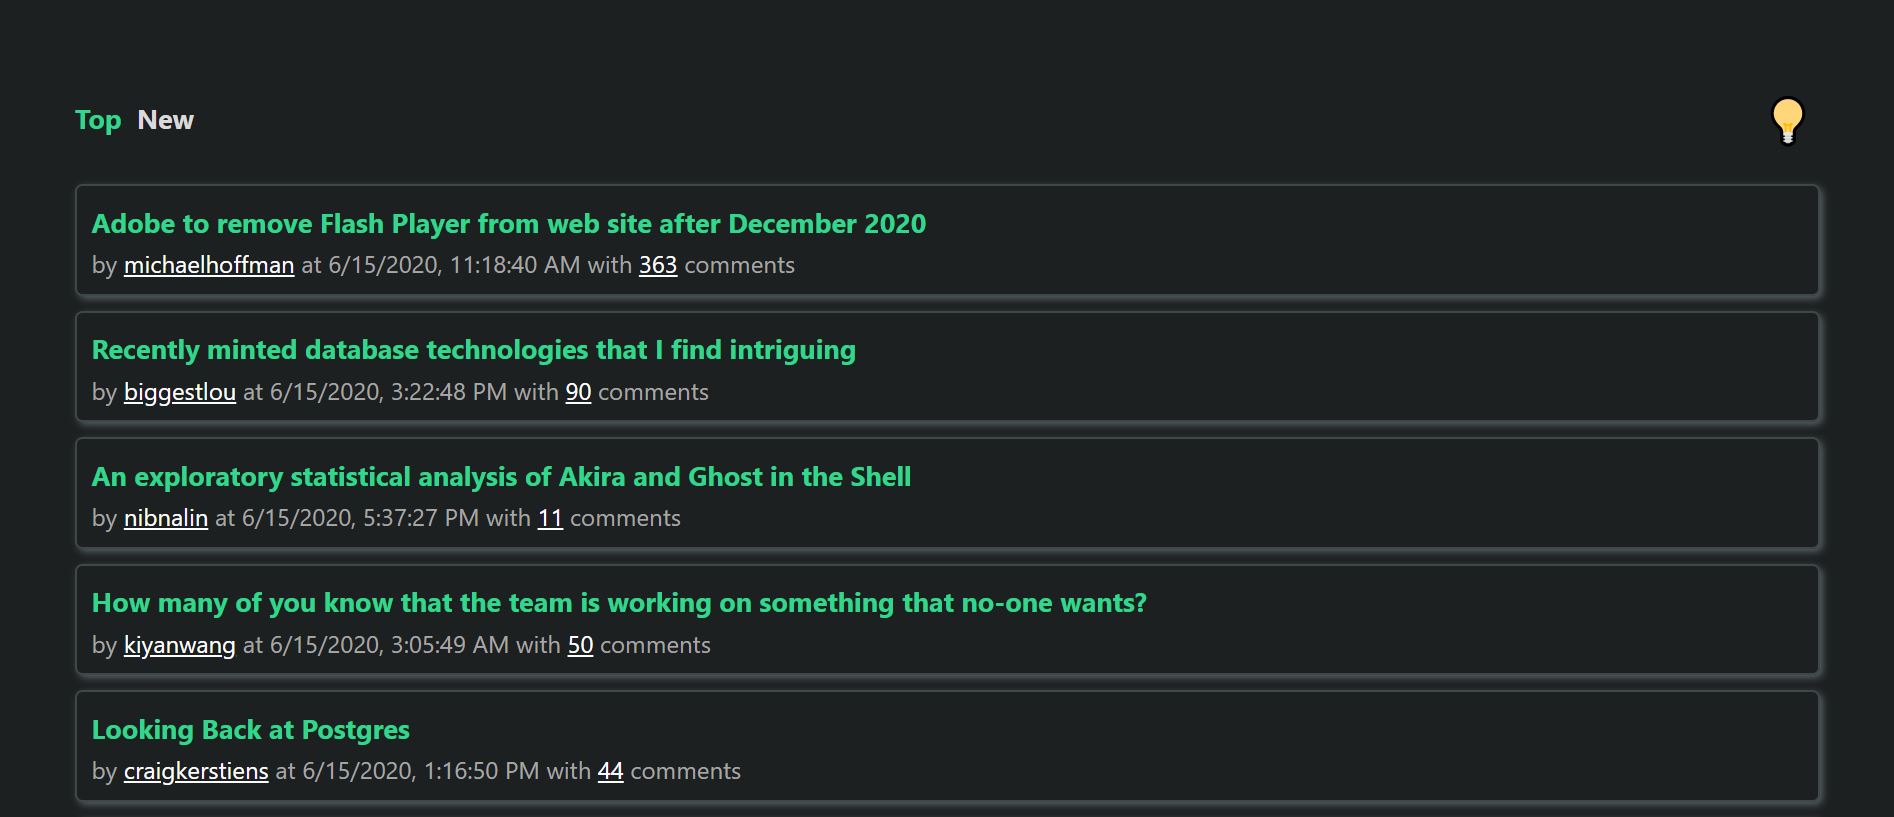 Top New
Adobe to remove Flash Player from web site after December 2020
by michaelhoffman at 6/15/2020, 11:18:40 AM with 363 comments
Recently minted database technologies that I find intriguing
by biggestlou at 6/15/2020, 3:22:48 PM with 90 comments
An exploratory statistical analysis of Akira and Ghost in the Shell
by nibnalin at 6/15/2020, 5:37:27 PM with 11 comments
How many of you know that the team is working on something that no-one wants?
by kiyanwang at 6/15/2020, 3:05:49 AM with 50 comments
Looking Back at Postgres
by craigkerstiens at 6/15/2020, 1:16:50 PM with 44 comments